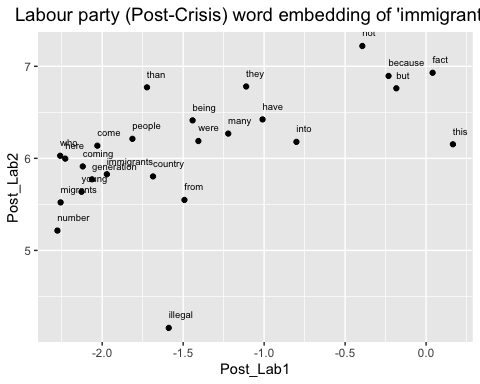 Labour party (Post-Crisis) word embedding of 'immigrant
not
fact
because
but
than
they
being
have
many
people
were
into
this
come
who
here
coming
immigrants
country
generation
young
migrants
from
number
illegal
7
6
5
Post_Lab2
-2.0 -1.5 -1.0 -0.5 0.0
Post_Lab1